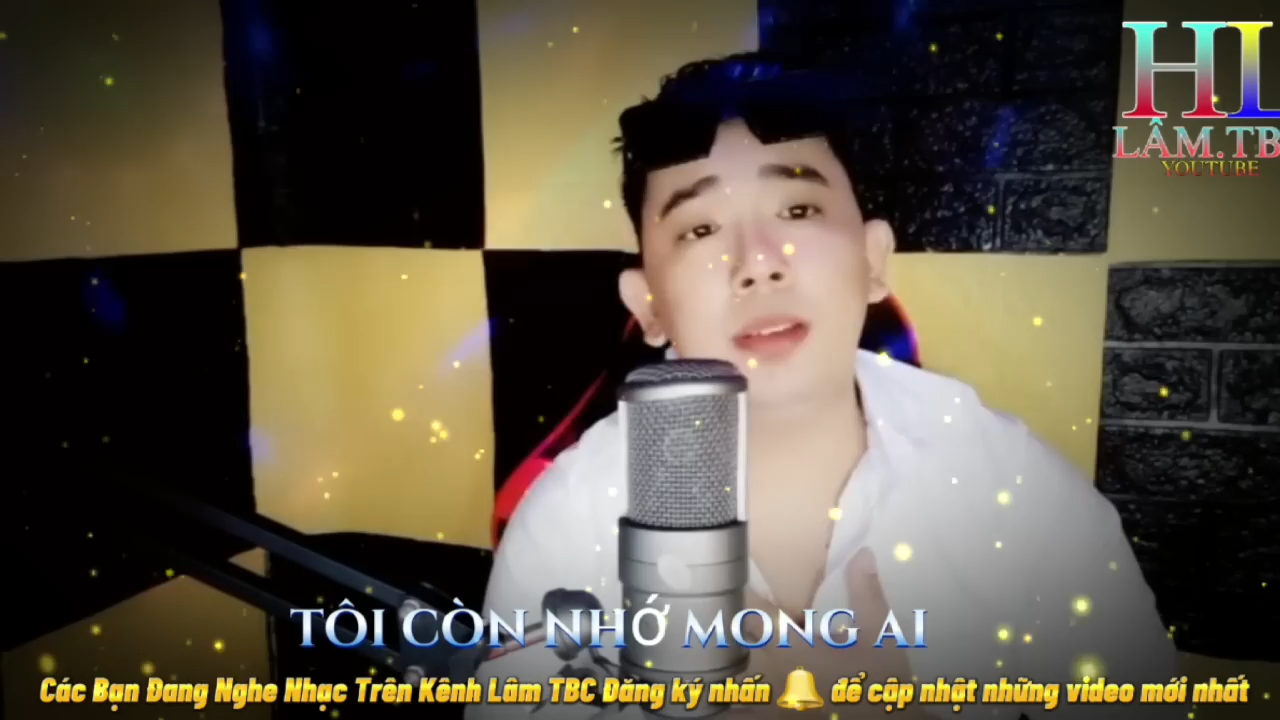 HL
LÂM.TB
YOUTUBE
TÔI CÒN NHỚ MONG AI
Các Bạn Đang Nghe Nhạc Trên Kênh Lâm TBC Đăng ký nhấn 🔔 để cập nhật những video mới nhất